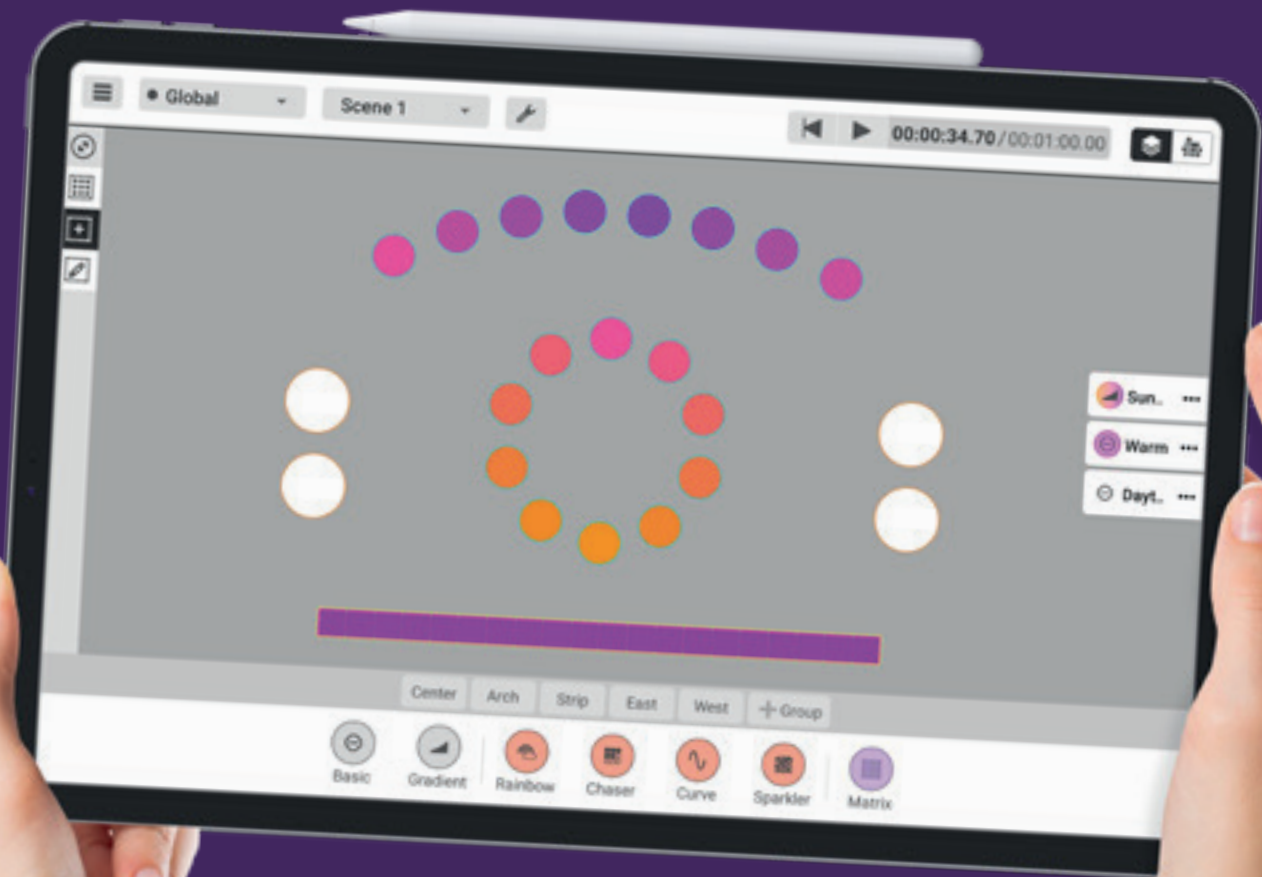 Global
Scene 1
00:00:34.70/00:01:00.00
Sun..
Warm
Dayt..
Center Arch Strip East West Group
Basic Gradient Rainbow Chaser Curve Sparkler Matrix